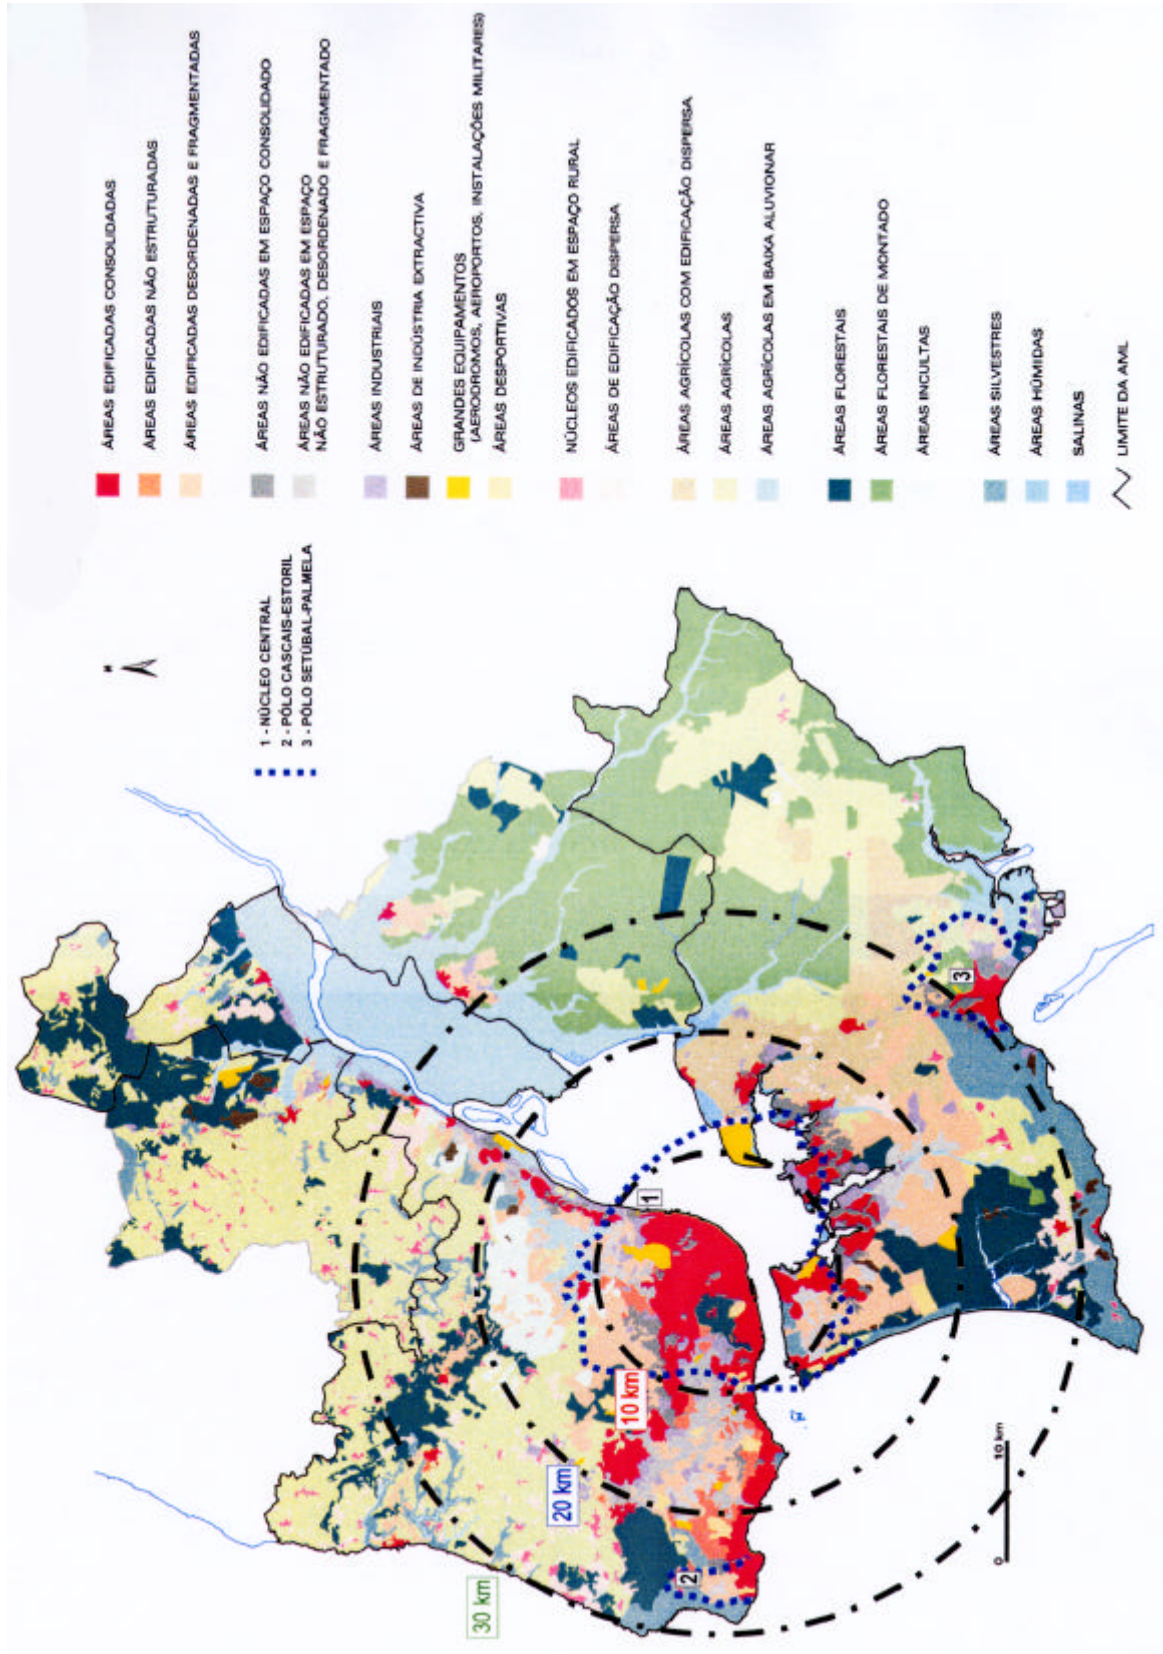 ÁREAS EDIFICADAS CONSOLIDADAS
ÁREAS EDIFICADAS NÃO ESTRUTURADAS
ÁREAS EDIFICADAS DESORDENADAS E FRAGMENTADAS
ÁREAS NÃO EDIFICADAS EM ESPAÇO CONSOLIDADO
ÁREAS NÃO EDIFICADAS EM ESPAÇO
NÃO ESTRUTURADO, DESORDENADO E FRAGMENTADO
ÁREAS INDUSTRIAIS
ÁREAS DE INDÚSTRIA EXTRACTIVA
GRANDES EQUIPAMENTOS
(AERODROMOS, AEROPORTOS, INSTALAÇÕES MILITARES)
ÁREAS DESPORTIVAS
NÚCLEOS EDIFICADOS EM ESPAÇO RURAL
ÁREAS DE EDIFICAÇÃO DISPERSA
ÁREAS AGRÍCOLAS COM EDIFICAÇÃO DISPERSA
ÁREAS AGRÍCOLAS
ÁREAS AGRÍCOLAS EM BAIXA ALUVIONAR
ÁREAS FLORESTAIS
ÁREAS FLORESTAIS DE MONTADO
ÁREAS INCULTAS
ÁREAS SILVESTRES
ÁREAS HÚMIDAS
SALINAS
LIMITE DA AML
1 - NÚCLEO CENTRAL
2 - PÓLO CASCAIS-ESTORIL
3 - PÓLO SETÚBAL-PALMELA
N
30 km
20 km
10 km
1
2
3
0 10 km